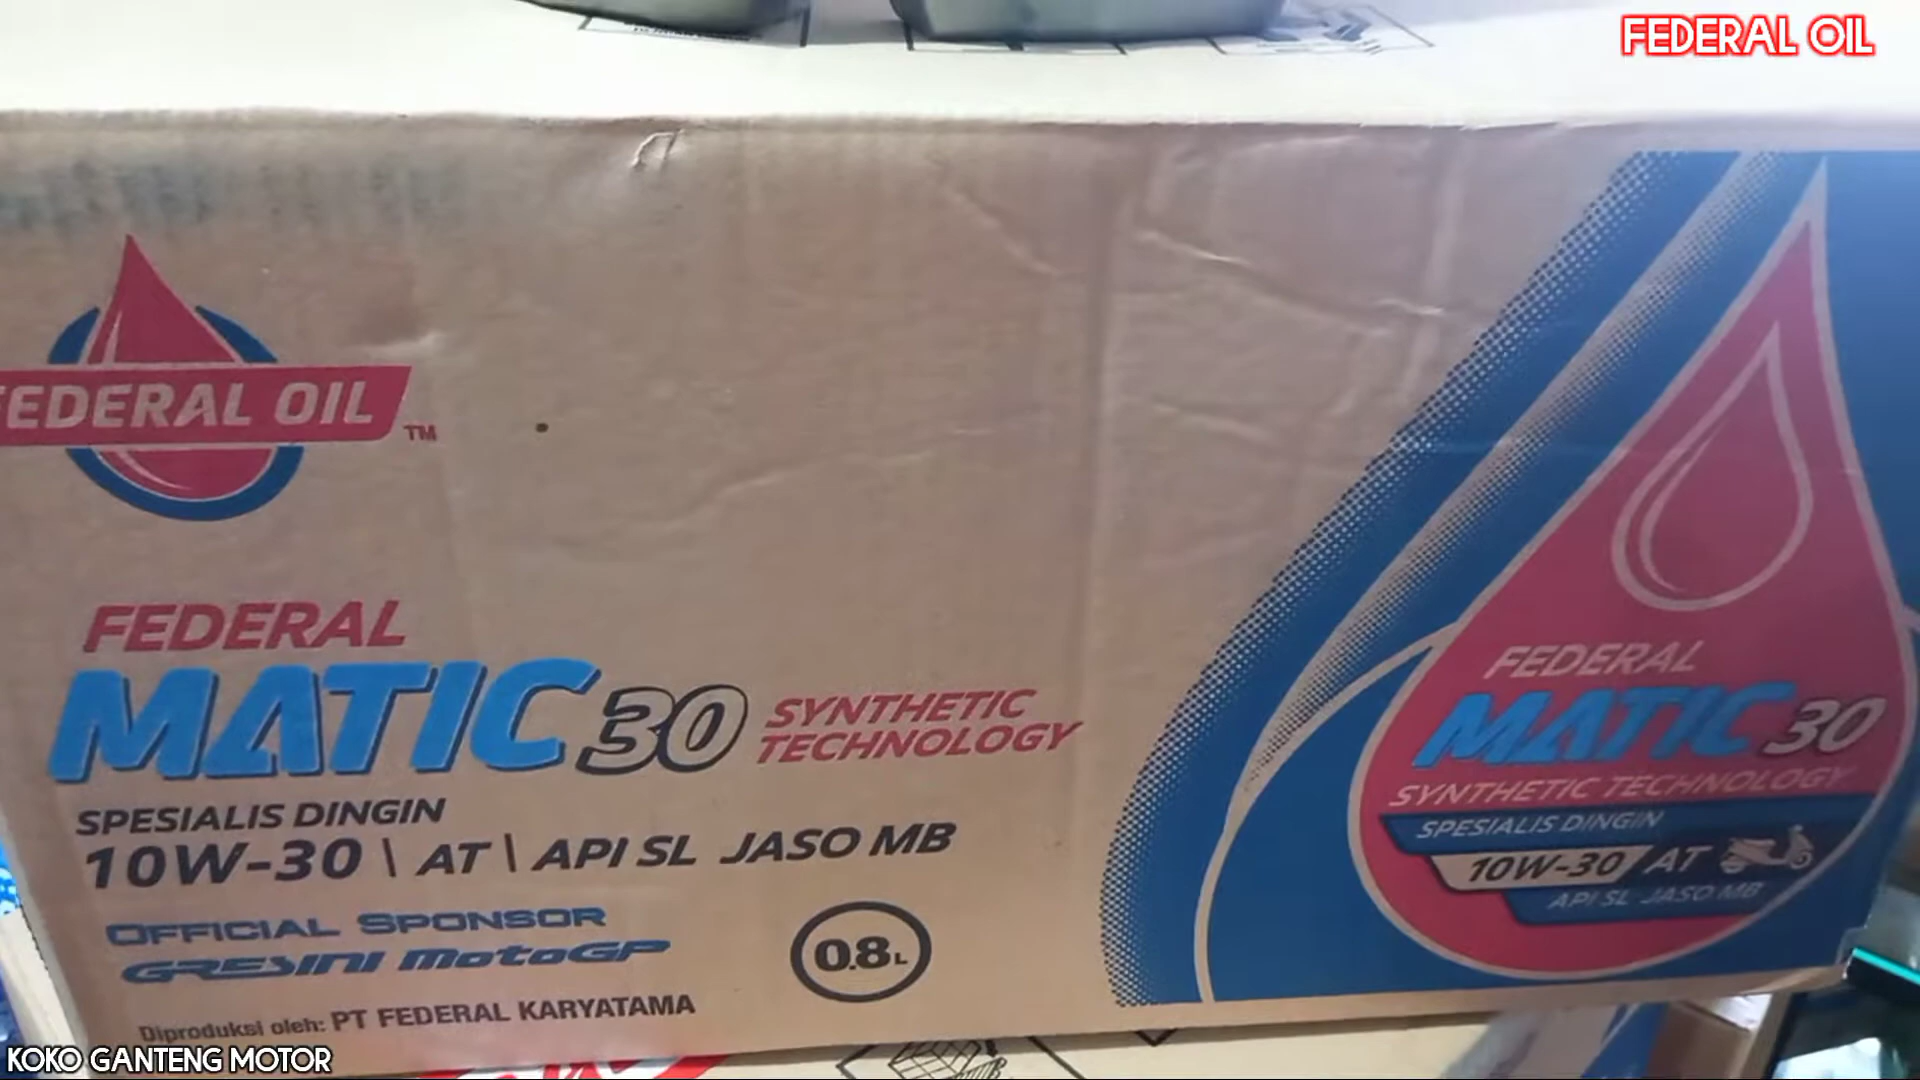 FEDERAL OIL
FEDERAL OIL TM
FEDERAL
MATIC 30 SYNTHETIC TECHNOLOGY
SPESIALIS DINGIN
10W-30 \ AT \ API SL JASO MB
OFFICIAL SPONSOR
GRESINI MotoGP
0.8L
Diproduksi oleh: PT FEDERAL KARYATAMA
FEDERAL
MATIC 30
SYNTHETIC TECHNOLOGY
SPESIALIS DINGIN
10W-30 AT
API SL JASO MB
KOKO GANTENG MOTOR